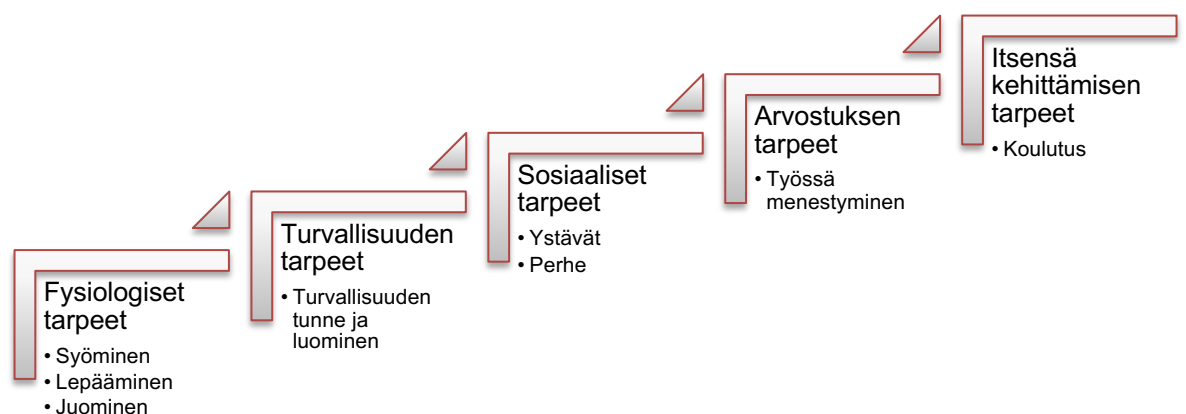 Fysiologiset
tarpeet
• Syöminen
• Lepääminen
• Juominen
Turvallisuuden
tarpeet
• Turvallisuuden
tunne ja
luominen
Sosiaaliset
tarpeet
• Ystävät
• Perhe
Arvostuksen
tarpeet
• Työssä
menestyminen
Itsensä
kehittämisen
tarpeet
• Koulutus